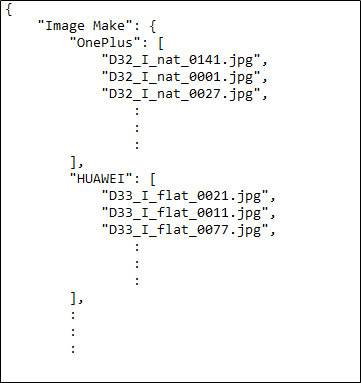 {
"Image Make": {
"OnePlus": [
"D32_I_nat_0141.jpg",
"D32_I_nat_0001.jpg",
"D32_I_nat_0027.jpg",
:
:
:
],
"HUAWEI": [
"D33_I_flat_0021.jpg",
"D33_I_flat_0011.jpg",
"D33_I_flat_0077.jpg",
:
:
:
],
:
:
: